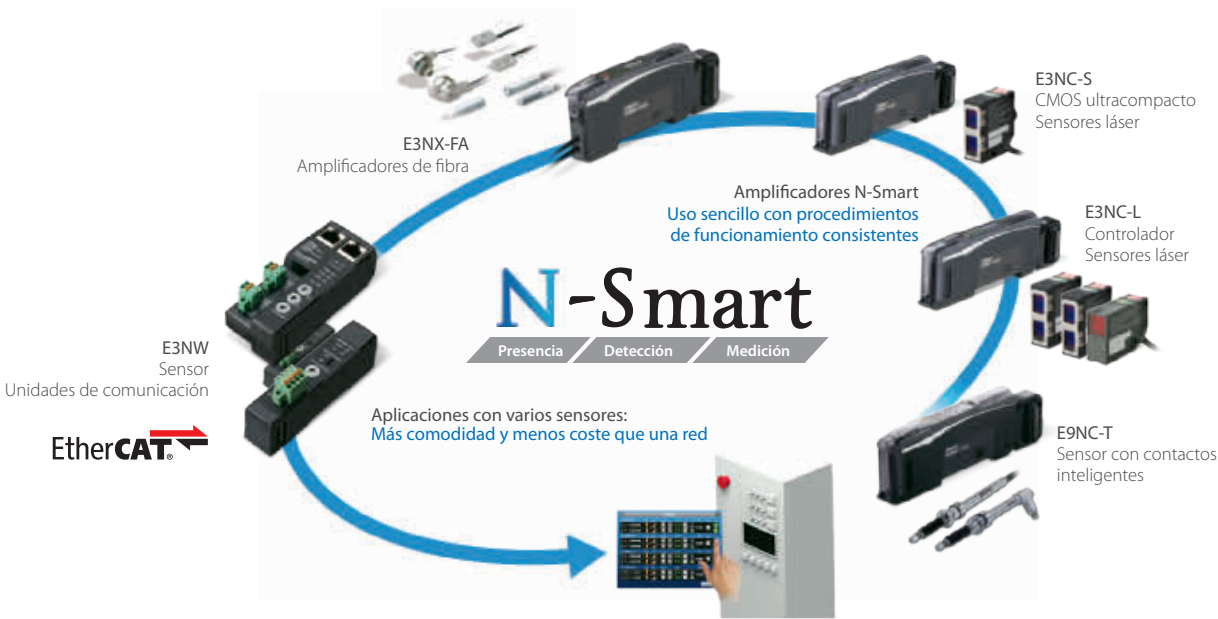 E3NX-FA
Amplificadores de fibra
E3NC-S
CMOS ultracompacto
Sensores láser
Amplificadores N-Smart
Uso sencillo con procedimientos
de funcionamiento consistentes
E3NC-L
Controlador
Sensores láser
N-Smart
Presencia
Detección
Medición
E3NW
Sensor
Unidades de comunicación
EtherCAT®
Aplicaciones con varios sensores:
Más comodidad y menos coste que una red
E9NC-T
Sensor con contactos
inteligentes